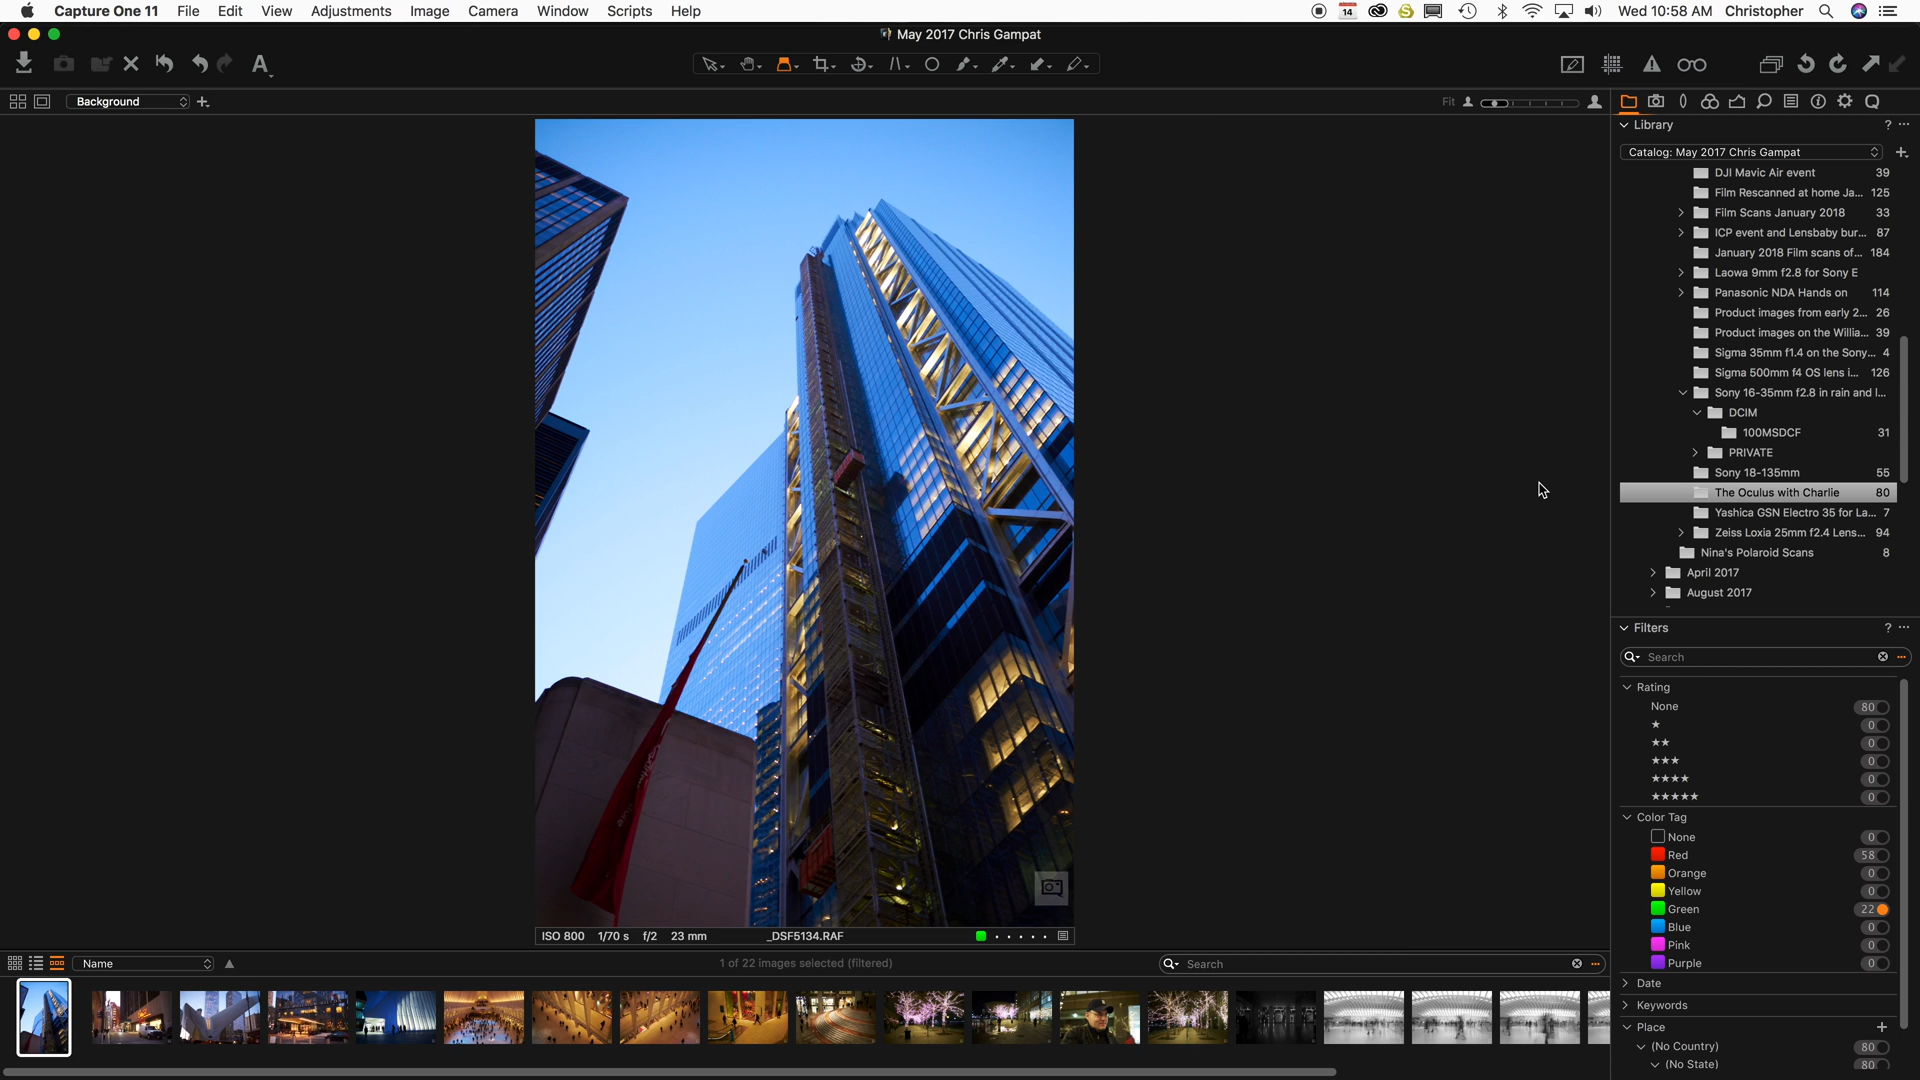 Capture One 11 File Edit View Adjustments Image Camera Window Scripts Help 14 Wed 10:58 AM Christopher
May 2017 Chris Gampat
A
Background
Fit
Library ?
Catalog: May 2017 Chris Gampat
DJI Mavic Air event 39
Film Rescanned at home Ja... 125
Film Scans January 2018 33
ICP event and Lensbaby bur... 87
January 2018 Film scans of... 184
Laowa 9mm f2.8 for Sony E
Panasonic NDA Hands on 114
Product images from early 2... 26
Product images on the Willia... 39
Sigma 35mm f1.4 on the Sony... 4
Sigma 500mm f4 OS lens i... 126
Sony 16-35mm f2.8 in rain and l...
DCIM
100MSDCF 31
PRIVATE
Sony 18-135mm 55
The Oculus with Charlie 80
Yashica GSN Electro 35 for La... 7
Zeiss Loxia 25mm f2.4 Lens... 94
Nina's Polaroid Scans 8
April 2017
August 2017
Filters ?
Search
Rating
None 80
★ 0
★★ 0
★★★ 0
★★★★ 0
★★★★★ 0
Color Tag
None 0
Red 58
Orange 0
Yellow 0
Green 22
Blue 0
Pink 0
Purple 0
Date
Keywords
Place
(No Country) 80
(No State) 80
ISO 800 1/70 s f/2 23 mm _DSF5134.RAF
Name 1 of 22 images selected (filtered) Search